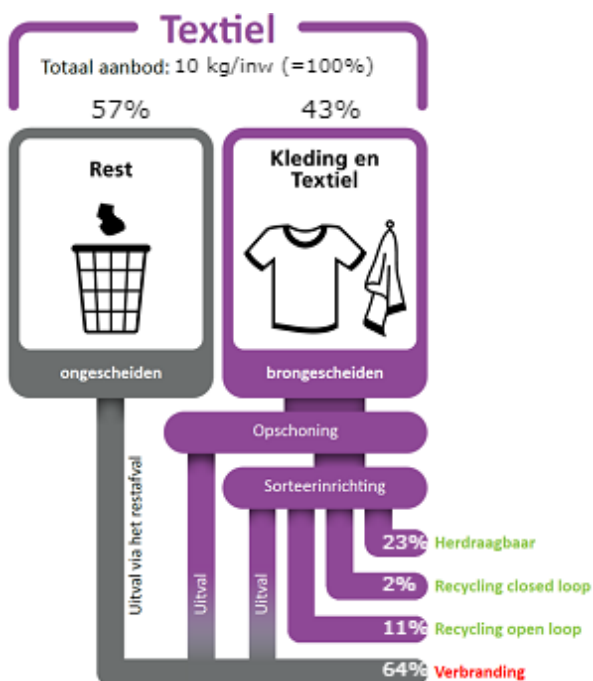 Textiel
Totaal aanbod: 10 kg/inw (=100%)
57%
43%
Rest
Kleding en
Textiel
ongescheiden
brongescheiden
Opschoning
Sorteerinrichting
Uitval via het restafval
Uitval
Uitval
23% Herdraagbaar
2% Recycling closed loop
11% Recycling open loop
64% Verbranding